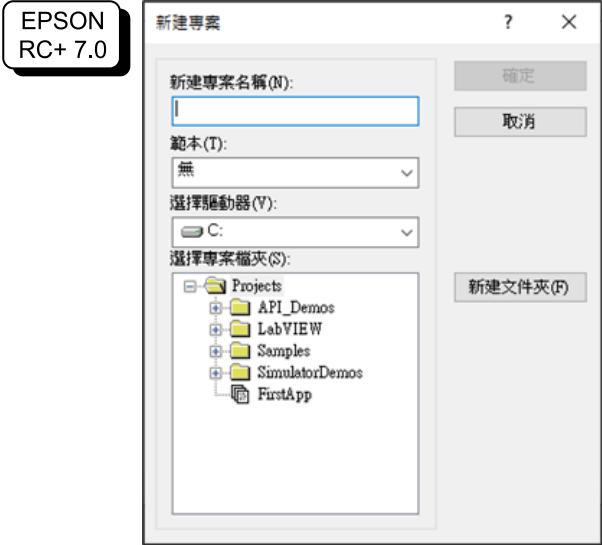 EPSON
RC+ 7.0
新建專案
?
新建專案名稱(N):
確定
取消
範本(T):
無
選擇驅動器(V):
C:
選擇專案檔夾(S):
Projects
新建文件夾(F)
API_Demos
LabVIEW
Samples
SimulatorDemos
FirstApp